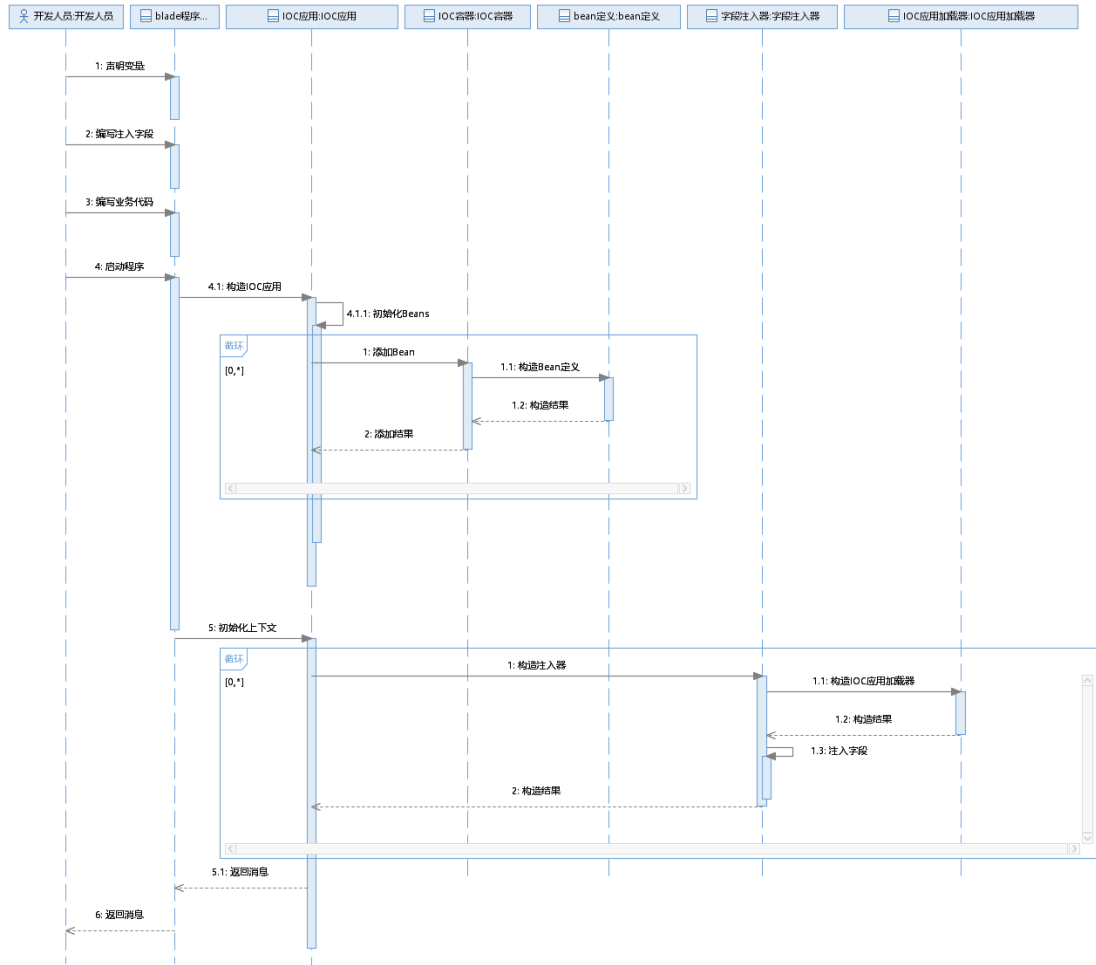 开发人员:开发人员
blade程序...
IOC应用:IOC应用
IOC容器:IOC容器
bean定义:bean定义
字段注入器:字段注入器
IOC应用加载器:IOC应用加载器
1: 声明变量
2: 编写注入字段
3: 编写业务代码
4: 启动程序
4.1: 构造IOC应用
4.1.1: 初始化Beans
循环
[0,*]
1: 添加Bean
1.1: 构造Bean定义
1.2: 构造结果
2: 添加结果
5: 初始化上下文
循环
[0,*]
1: 构造注入器
1.1: 构造IOC应用加载器
1.2: 构造结果
1.3: 注入字段
2: 构造结果
5.1: 返回消息
6: 返回消息